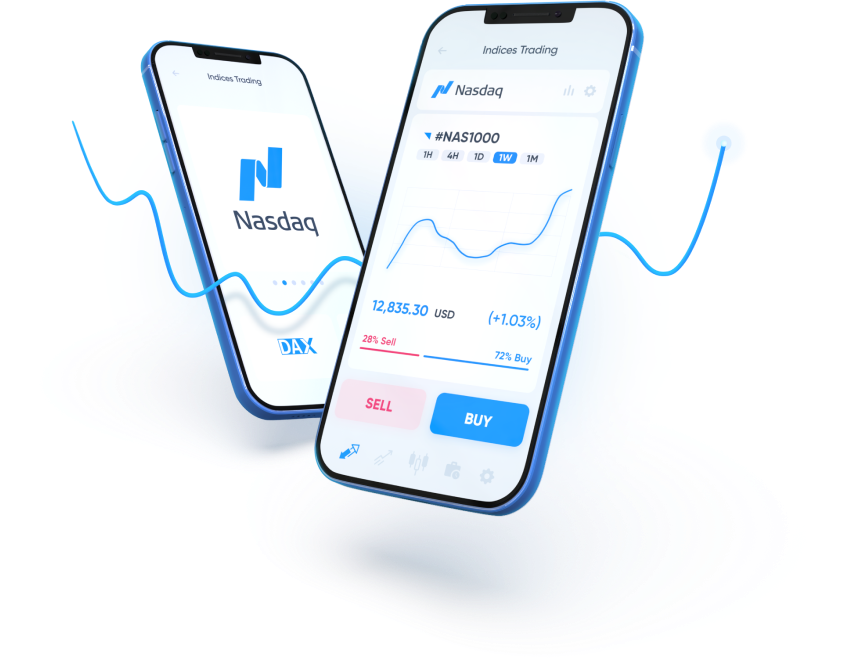 Indices Trading
Nasdaq
DAX
Indices Trading
Nasdaq
#NAS1000
1H 4H 1D 1W 1M
12,835.30 USD (+1.03%)
28% Sell
72% Buy
SELL BUY